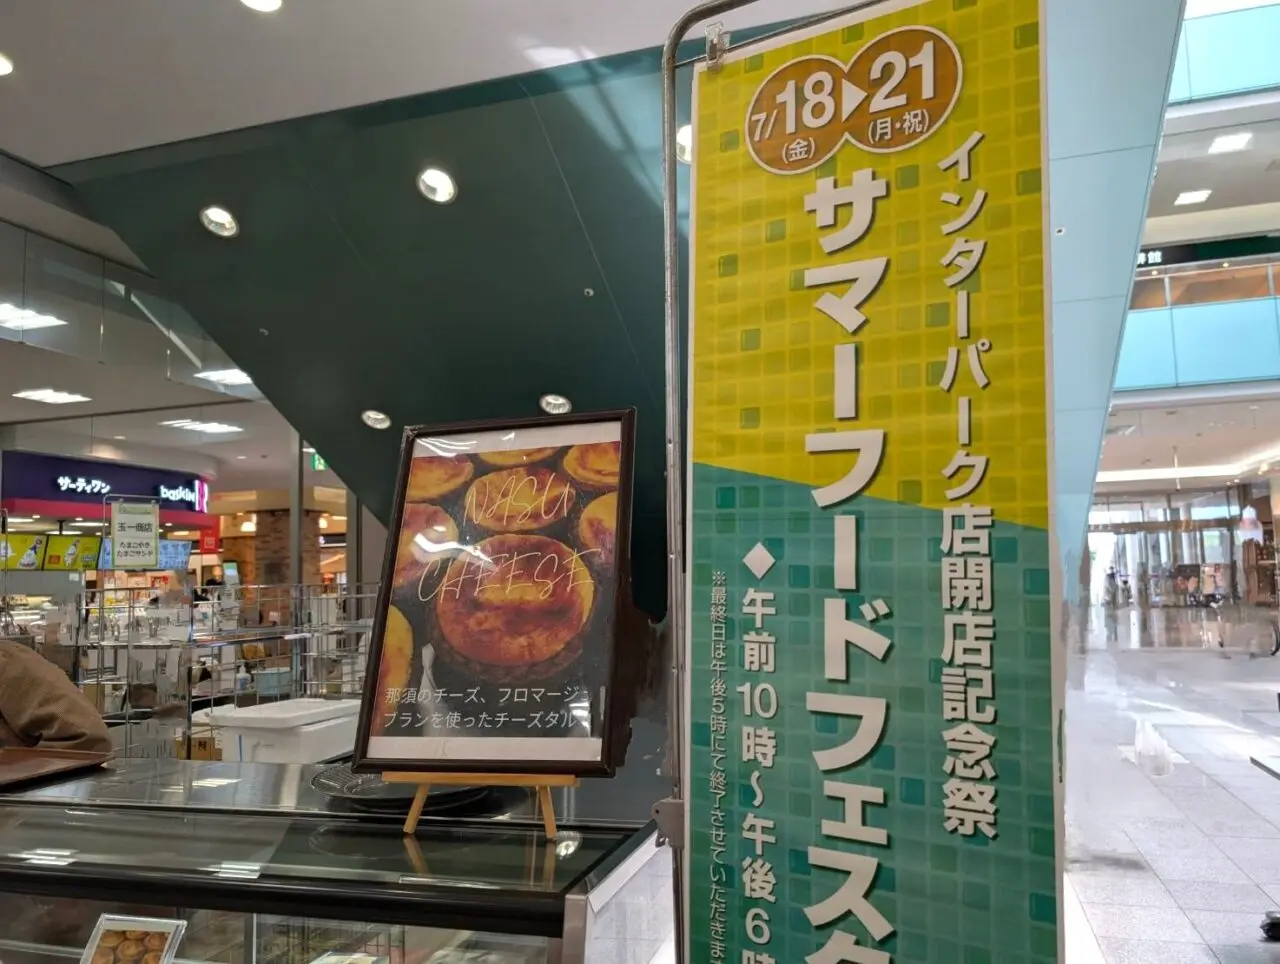 7/18▶21
(金)
(月・祝)
インターパーク店開店記念祭
サマーフードフェスタ
◆午前10時～午後6時
※最終日は午後5時にて終了させていただきます
NASU
CHEESE
那須のチーズ、フロマージュ
ブランを使ったチーズタルト
サーティワン
baskin
玉一商店
たまごやき
たまごサンド